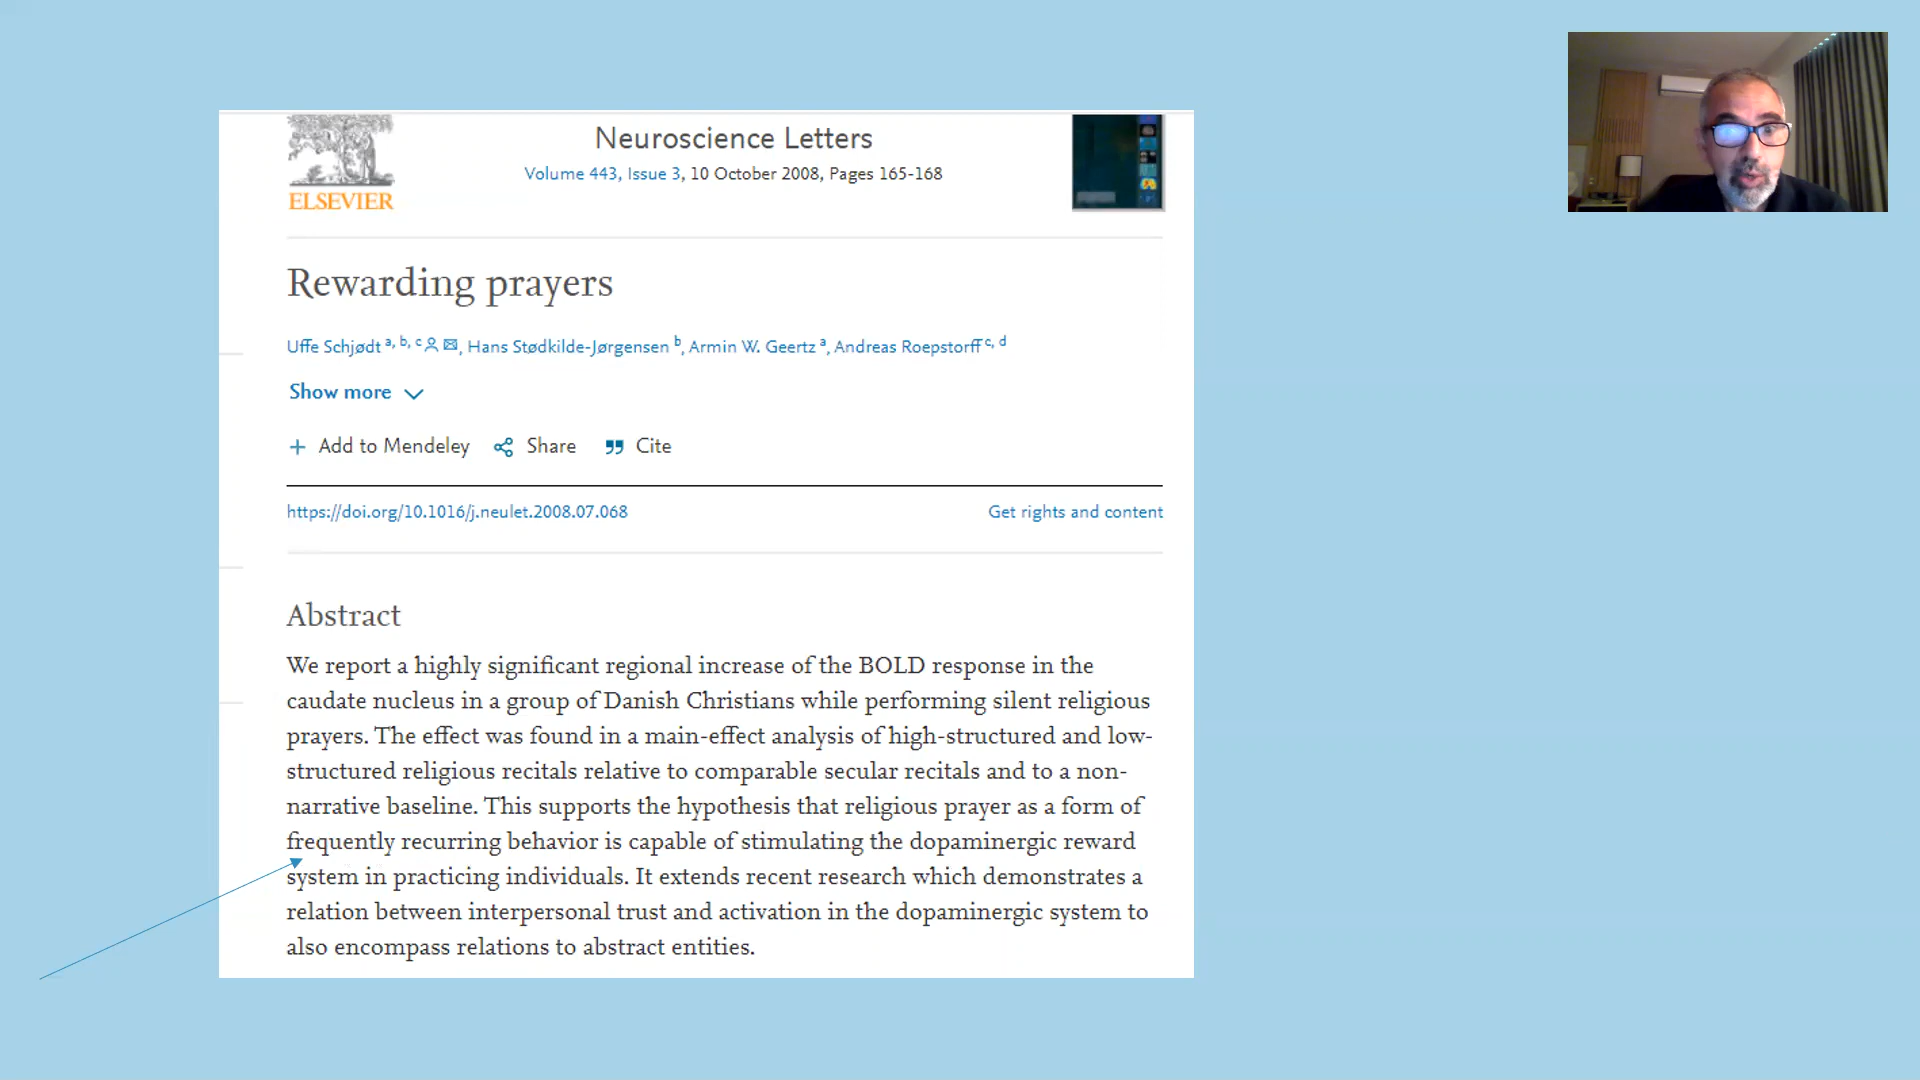 ELSEVIER
Neuroscience Letters
Volume 443, Issue 3, 10 October 2008, Pages 165-168
Rewarding prayers
Uffe Schjødt a, b, c, Hans Stødkilde-Jørgensen b, Armin W. Geertz a, Andreas Roepstorff c, d
Show more
+ Add to Mendeley Share Cite
https://doi.org/10.1016/j.neulet.2008.07.068 Get rights and content
Abstract
We report a highly significant regional increase of the BOLD response in the
caudate nucleus in a group of Danish Christians while performing silent religious
prayers. The effect was found in a main-effect analysis of high-structured and low-
structured religious recitals relative to comparable secular recitals and to a non-
narrative baseline. This supports the hypothesis that religious prayer as a form of
frequently recurring behavior is capable of stimulating the dopaminergic reward
system in practicing individuals. It extends recent research which demonstrates a
relation between interpersonal trust and activation in the dopaminergic system to
also encompass relations to abstract entities.